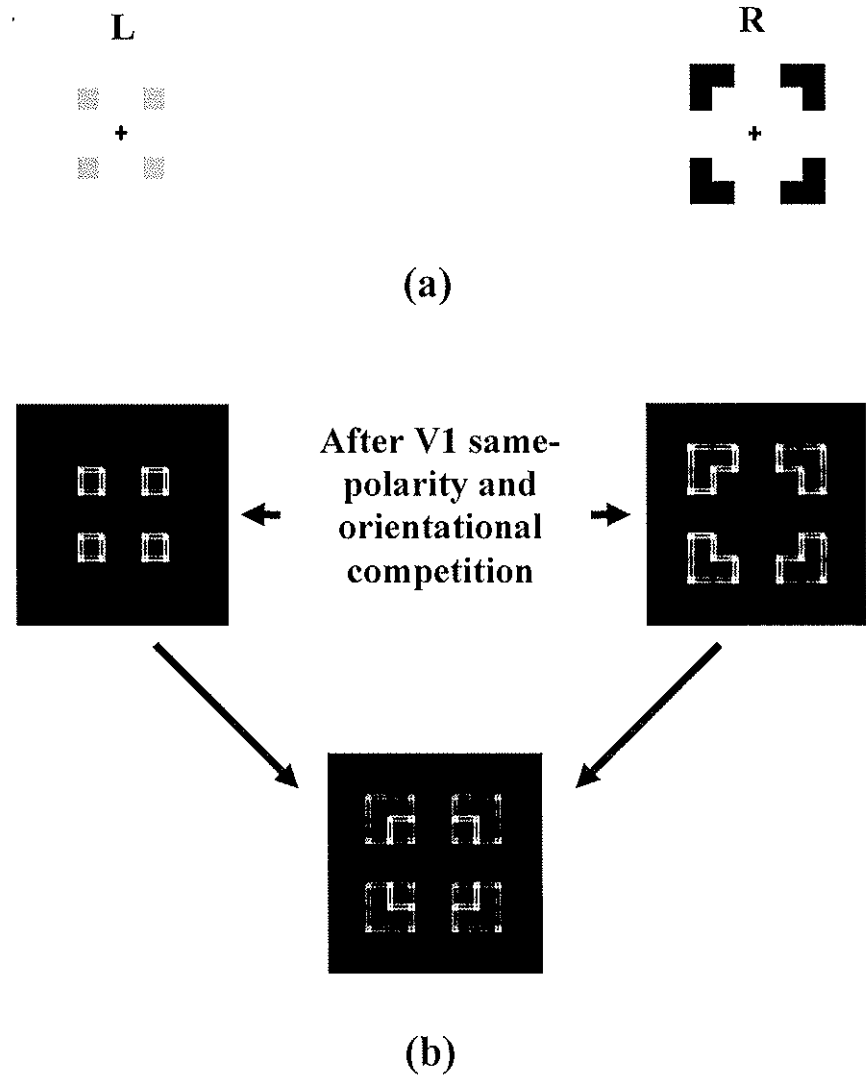 L
R
(a)
After V1 same-
polarity and
orientational
competition
(b)